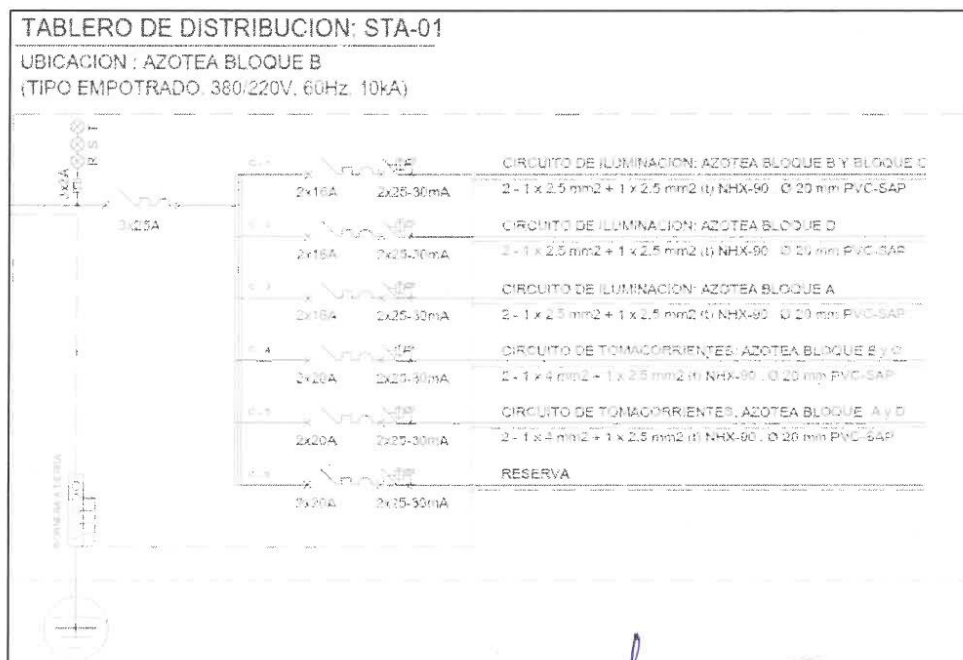 TABLERO DE DISTRIBUCION: STA-01
UBICACION : AZOTEA BLOQUE B
(TIPO EMPOTRADO, 380/220V, 60Hz, 10kA)
R S T
3x2A
3x25A
2x16A 2x25-30mA
CIRCUITO DE ILUMINACION: AZOTEA BLOQUE B Y BLOQUE C
2 - 1 x 2.5 mm2 + 1 x 2.5 mm2 (t) NHX-90 Ø 20 mm PVC-SAP
2x16A 2x25-30mA
CIRCUITO DE ILUMINACION: AZOTEA BLOQUE D
2 - 1 x 2.5 mm2 + 1 x 2.5 mm2 (t) NHX-90 Ø 20 mm PVC-SAP
2x16A 2x25-30mA
CIRCUITO DE ILUMINACION: AZOTEA BLOQUE A
2 - 1 x 2.5 mm2 + 1 x 2.5 mm2 (t) NHX-90 Ø 20 mm PVC-SAP
2x20A 2x25-30mA
CIRCUITO DE TOMACORRIENTES: AZOTEA BLOQUE B y C
2 - 1 x 4 mm2 + 1 x 2.5 mm2 (t) NHX-90 . Ø 20 mm PVC-SAP
2x20A 2x25-30mA
CIRCUITO DE TOMACORRIENTES: AZOTEA BLOQUE A y D
2 - 1 x 4 mm2 + 1 x 2.5 mm2 (t) NHX-90 . Ø 20 mm PVC-SAP
2x20A 2x25-30mA
RESERVA